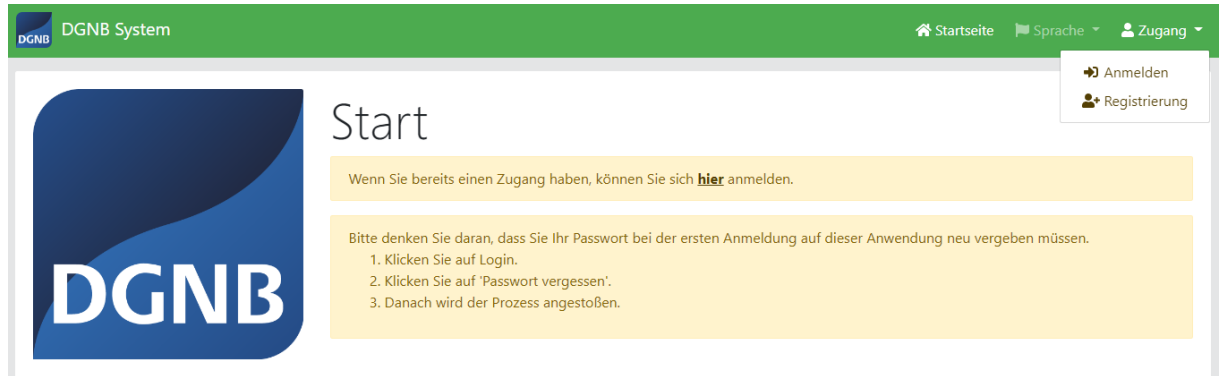 DGNB DGNB System Startseite Sprache Zugang
Anmelden
Registrierung
DGNB
Start
Wenn Sie bereits einen Zugang haben, können Sie sich hier anmelden.
Bitte denken Sie daran, dass Sie Ihr Passwort bei der ersten Anmeldung auf dieser Anwendung neu vergeben müssen.
1. Klicken Sie auf Login.
2. Klicken Sie auf 'Passwort vergessen'.
3. Danach wird der Prozess angestoßen.